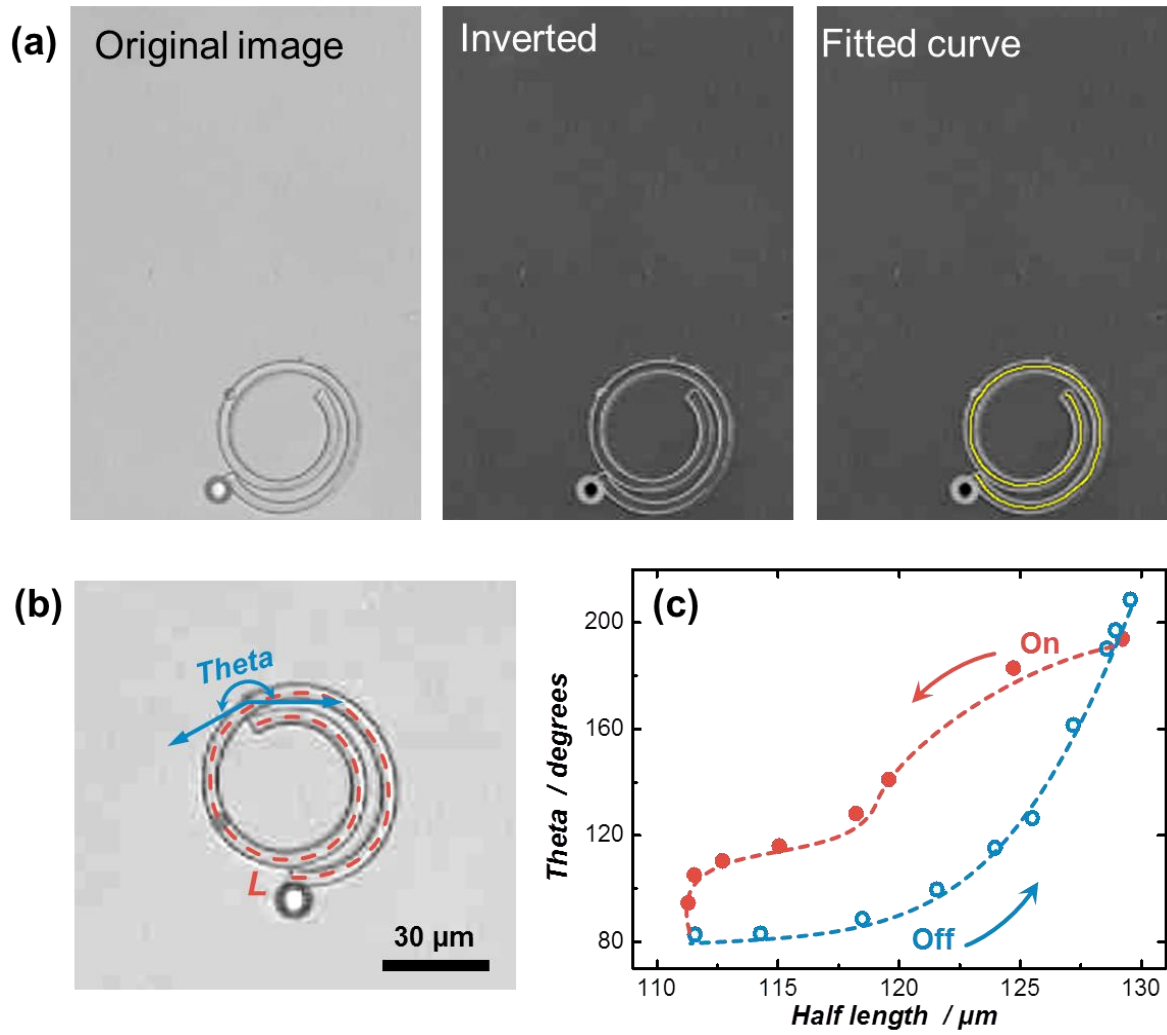 (a)
Original image
Inverted
Fitted curve
(b)
Theta
L
30 μm
(c)
On
Off
200
160
120
80
Theta / degrees
110
115
120
125
130
Half length / μm